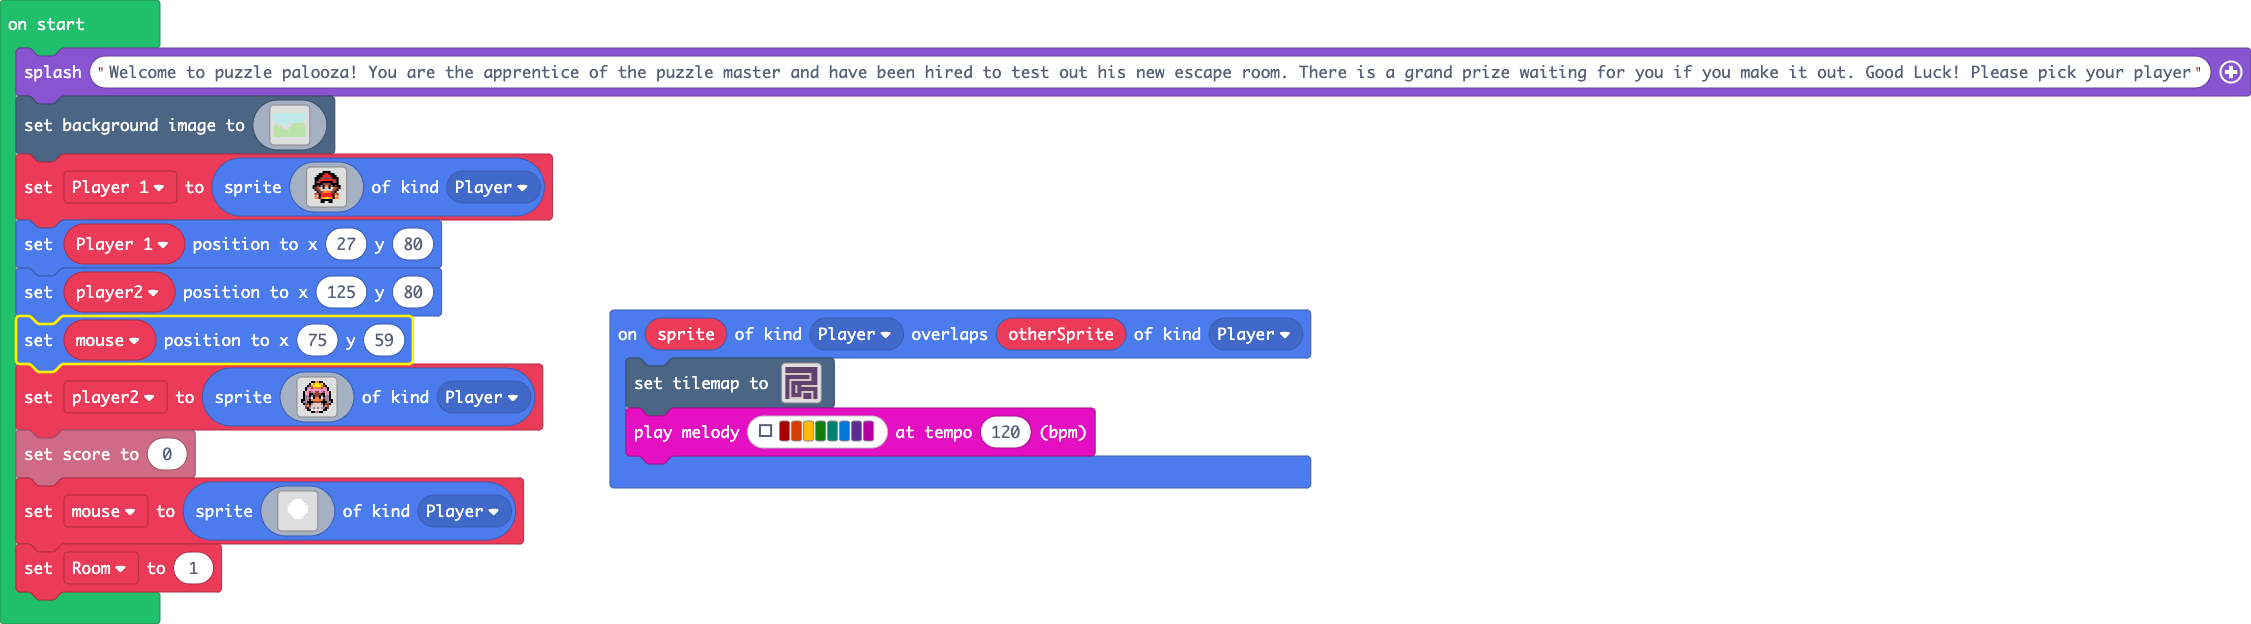 on start
splash "Welcome to puzzle palooza! You are the apprentice of the puzzle master and have been hired to test out his new escape room. There is a grand prize waiting for you if you make it out. Good Luck! Please pick your player"
set background image to
set Player 1 to sprite of kind Player
set Player 1 position to x 27 y 80
set player2 position to x 125 y 80
set mouse position to x 75 y 59
set player2 to sprite of kind Player
set score to 0
set mouse to sprite of kind Player
set Room to 1
on sprite of kind Player overlaps otherSprite of kind Player
set tilemap to
play melody at tempo 120 (bpm)